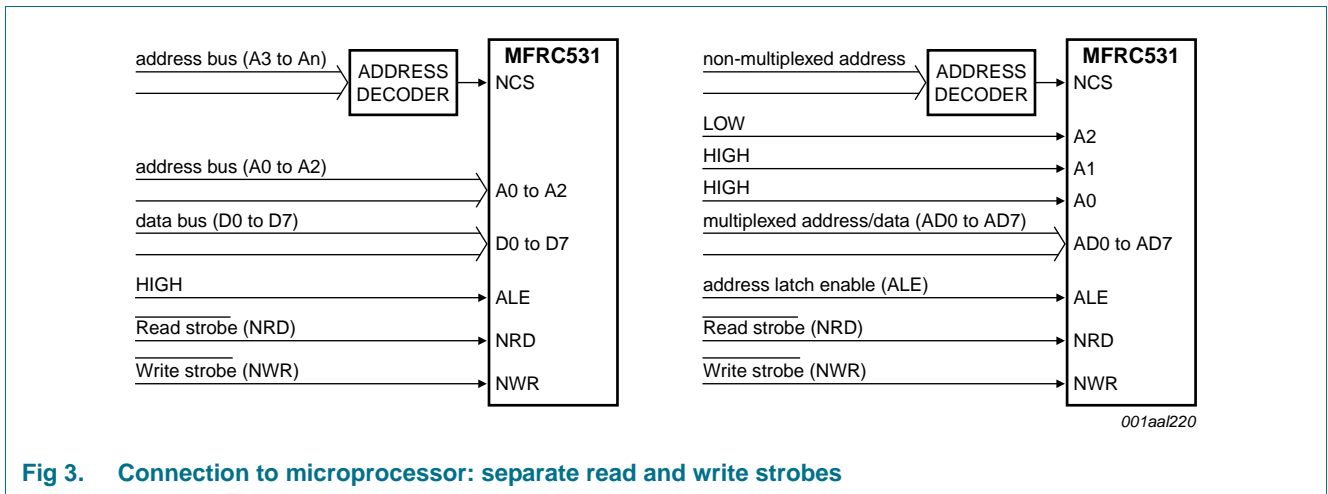 address bus (A3 to An)
ADDRESS
DECODER
MFRC531
NCS
address bus (A0 to A2)
A0 to A2
data bus (D0 to D7)
D0 to D7
HIGH
ALE
Read strobe (NRD)
NRD
Write strobe (NWR)
NWR
non-multiplexed address
ADDRESS
DECODER
MFRC531
NCS
LOW
A2
HIGH
A1
HIGH
A0
multiplexed address/data (AD0 to AD7)
AD0 to AD7
address latch enable (ALE)
ALE
Read strobe (NRD)
NRD
Write strobe (NWR)
NWR
001aal220
Fig 3. Connection to microprocessor: separate read and write strobes